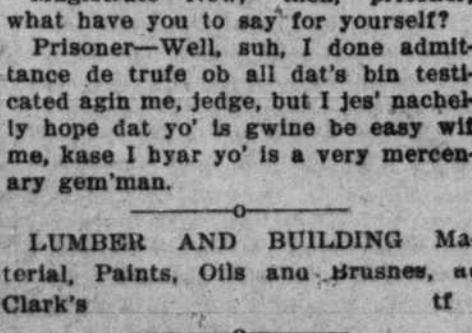 what have you to say for yourself?
Prisoner—Well, suh, I done admit-
tance de trufe ob all dat's bin testi-
cated agin me, jedge, but I jes' nachel-
ly hope dat yo' is gwine be easy wif
me, kase I hyar yo' is a very mercen-
ary gem'man.
LUMBER AND BUILDING Ma-
terial, Paints, Oils and Brushes, at
Clark's tf